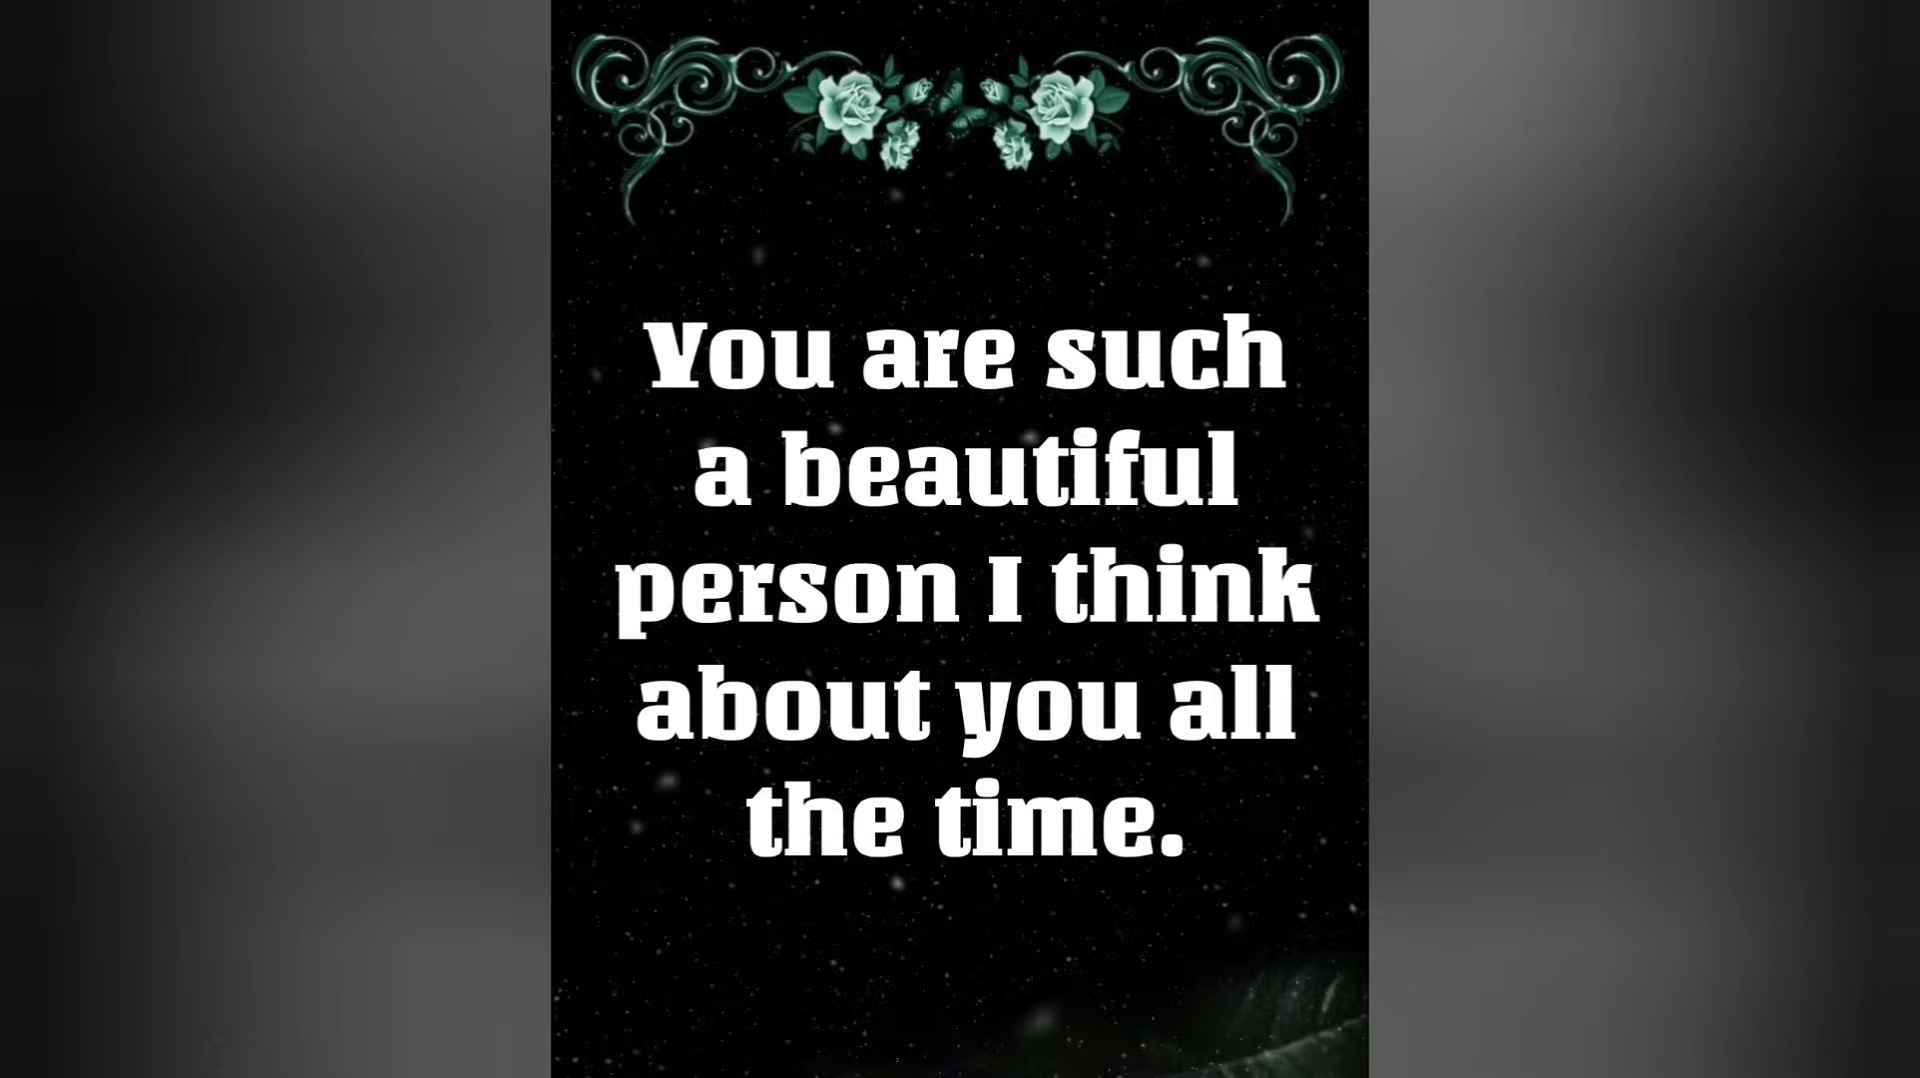 You are such
a beautiful
person I think
about you all
the time.